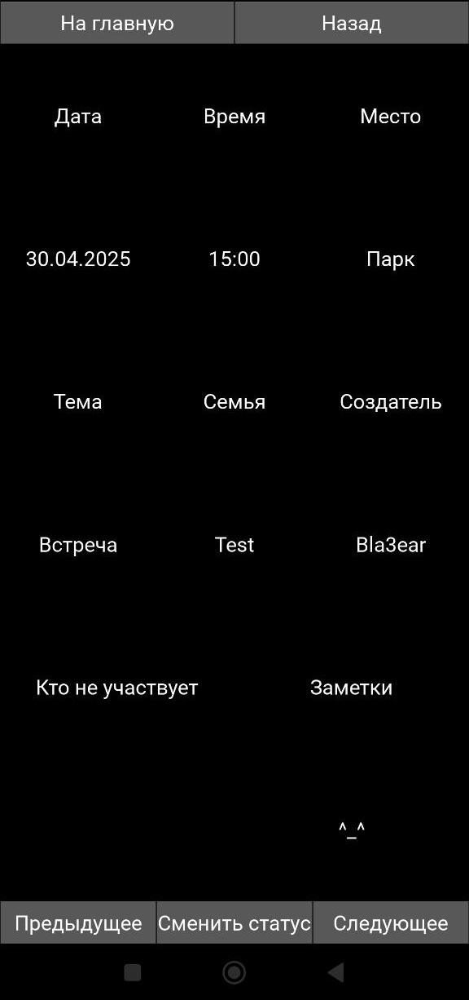 На главную Назад
Дата Время Место
30.04.2025 15:00 Парк
Тема Семья Создатель
Встреча Test Bla3ear
Кто не участвует Заметки
^_^
Предыдущее Сменить статус Следующее